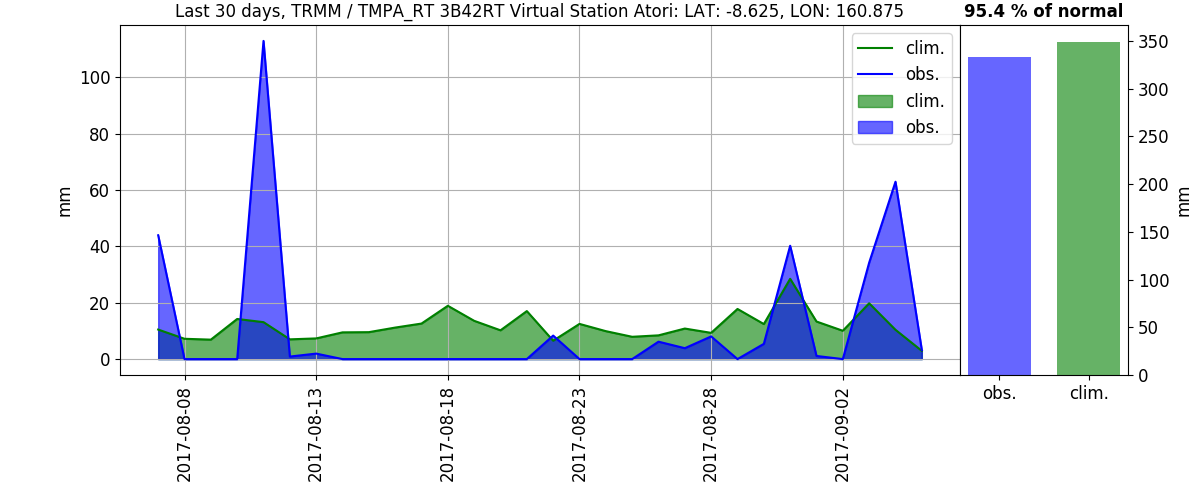 Last 30 days, TRMM / TMPA_RT 3B42RT Virtual Station Atori: LAT: -8.625, LON: 160.875
95.4 % of normal
clim.
obs.
clim.
obs.
mm
100
80
60
40
20
0
2017-08-08
2017-08-13
2017-08-18
2017-08-23
2017-08-28
2017-09-02
350
300
250
200
150
100
50
0
mm
obs.
clim.